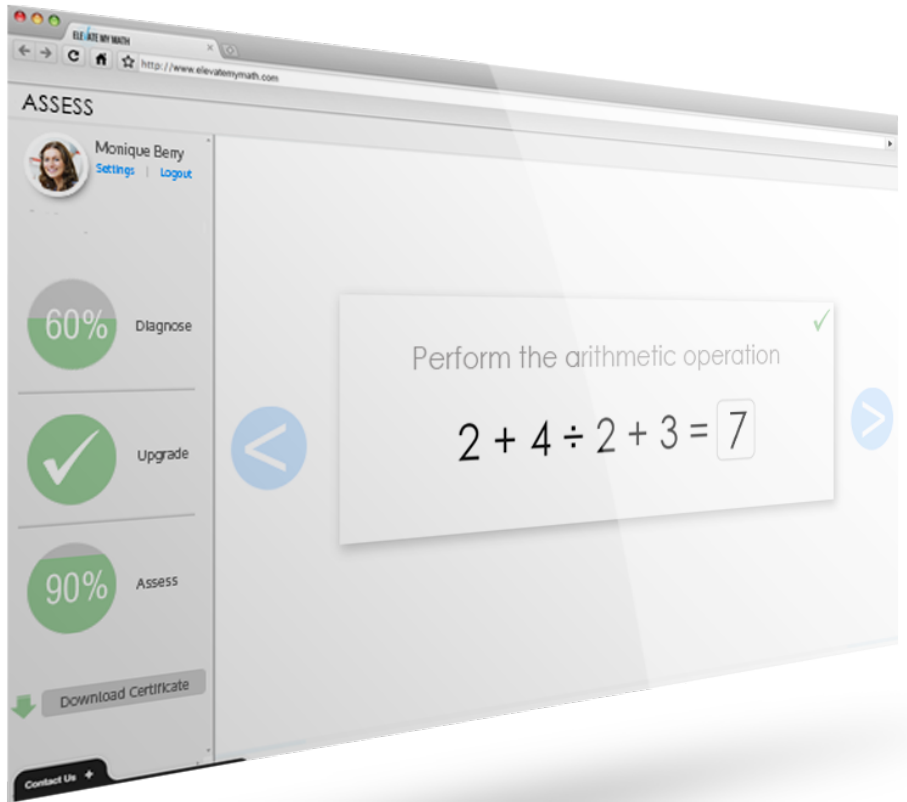 ELEVATE MY MATH
http://www.elevatemymath.com
ASSESS
Monique Berry
Settings | Logout
60%
Diagnose
Upgrade
90%
Assess
Download Certificate
Contact Us +
Perform the arithmetic operation
2 + 4 ÷ 2 + 3 = 7
< >